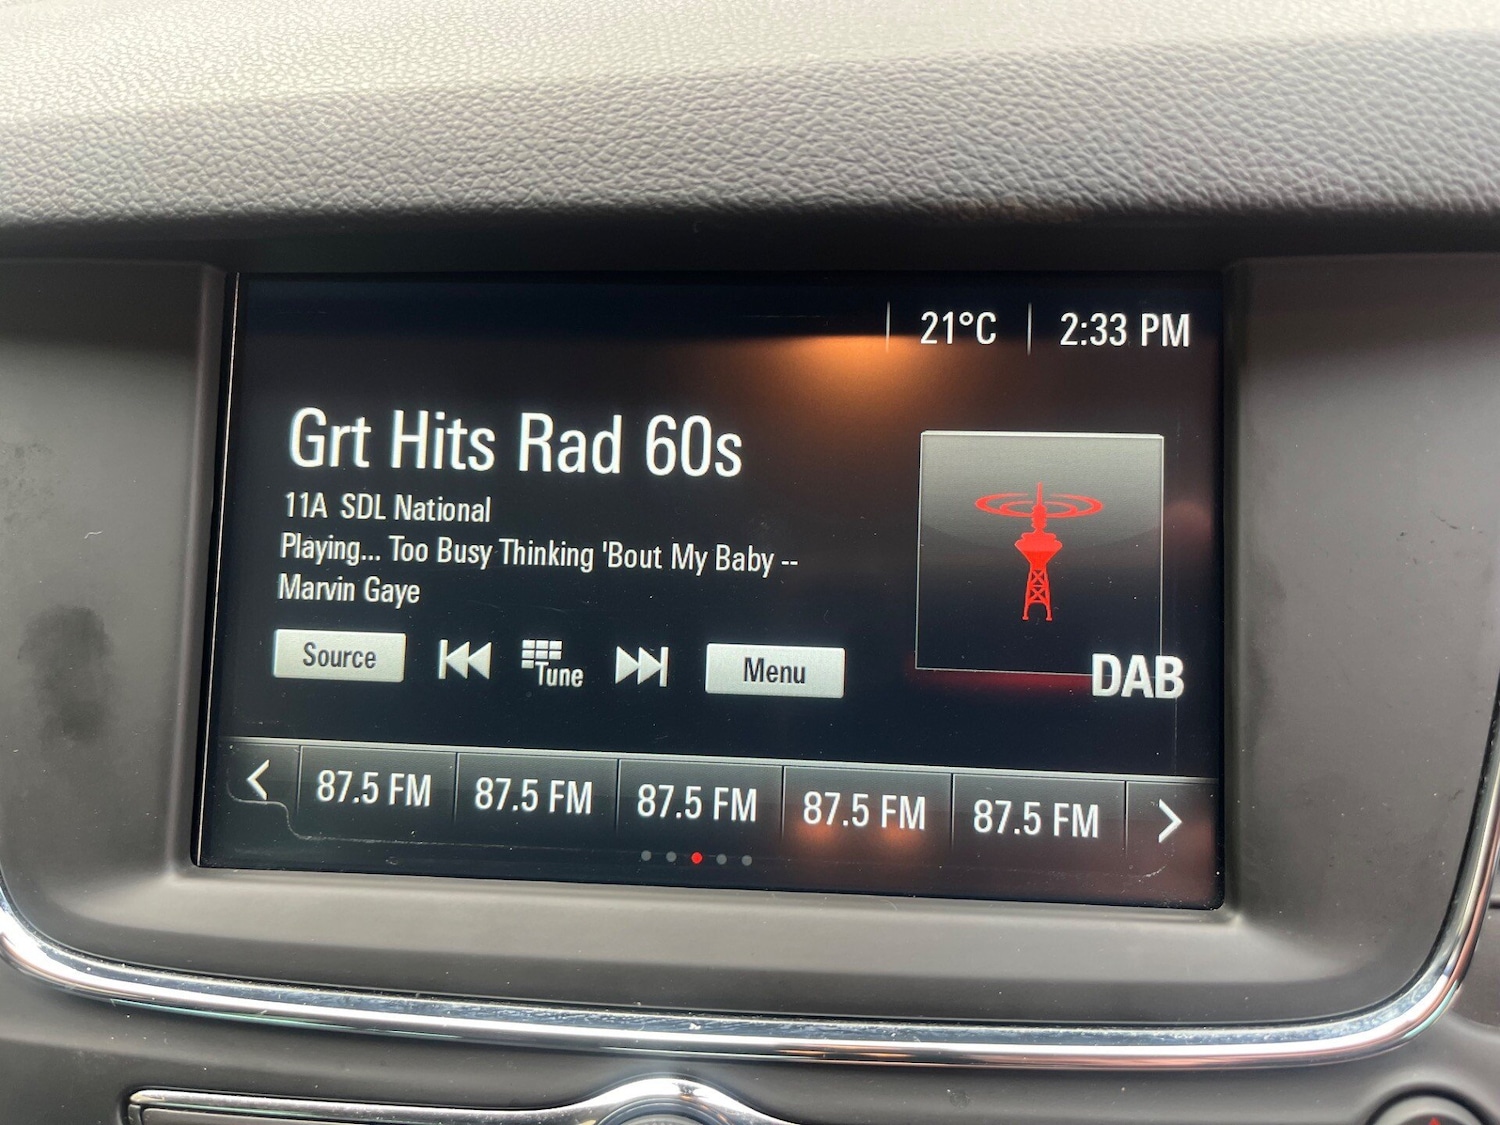 21°C 2:33 PM
Grt Hits Rad 60s
11A SDL National
Playing... Too Busy Thinking 'Bout My Baby --
Marvin Gaye
Source Tune Menu
DAB
87.5 FM 87.5 FM 87.5 FM 87.5 FM 87.5 FM